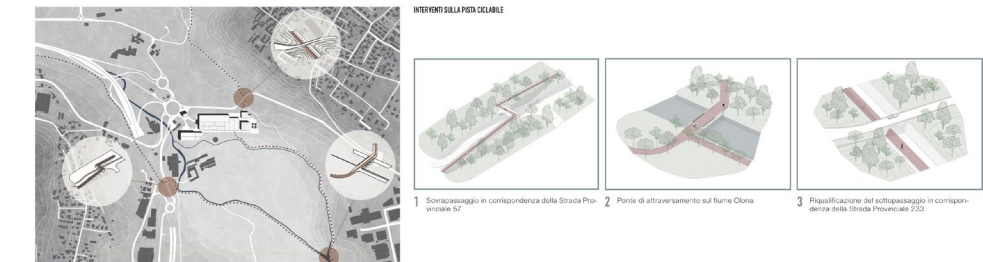 INTERVENTI SULLA PISTA CICLABILE
1 Sovrapassaggio in corrispondenza della Strada Pro-
vinciale 57
2 Ponte di attraversamento sul fiume Olona
3 Riqualificazione del sottopassaggio in corrispon-
denza della Strada Provinciale 233